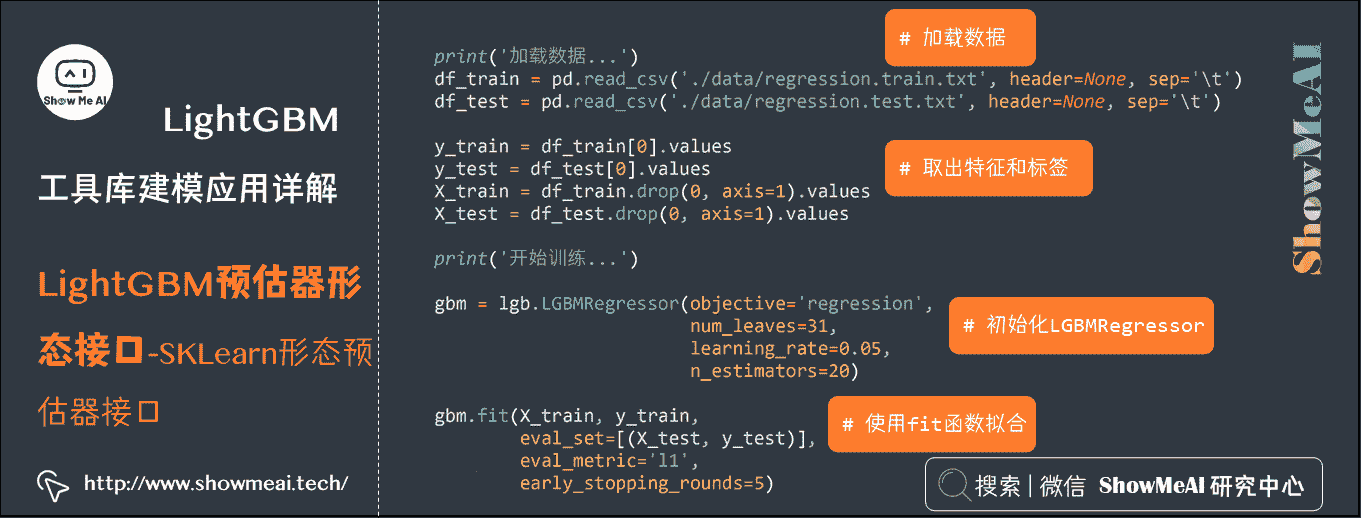 Show Me AI
LightGBM
工具库建模应用详解
LightGBM预估器形
态接口-SKLearn形态预
估器接口
http://www.showmeai.tech/
# 加载数据
print('加载数据...')
df_train = pd.read_csv('./data/regression.train.txt', header=None, sep='\t')
df_test = pd.read_csv('./data/regression.test.txt', header=None, sep='\t')
y_train = df_train[0].values
y_test = df_test[0].values
# 取出特征和标签
X_train = df_train.drop(0, axis=1).values
X_test = df_test.drop(0, axis=1).values
print('开始训练...')
gbm = lgb.LGBMRegressor(objective='regression',
num_leaves=31,
# 初始化LGBMRegressor
learning_rate=0.05,
n_estimators=20)
gbm.fit(X_train, y_train,
# 使用fit函数拟合
eval_set=[(X_test, y_test)],
eval_metric='l1',
early_stopping_rounds=5)
搜索 | 微信 ShowMeAI 研究中心
ShowMeAI